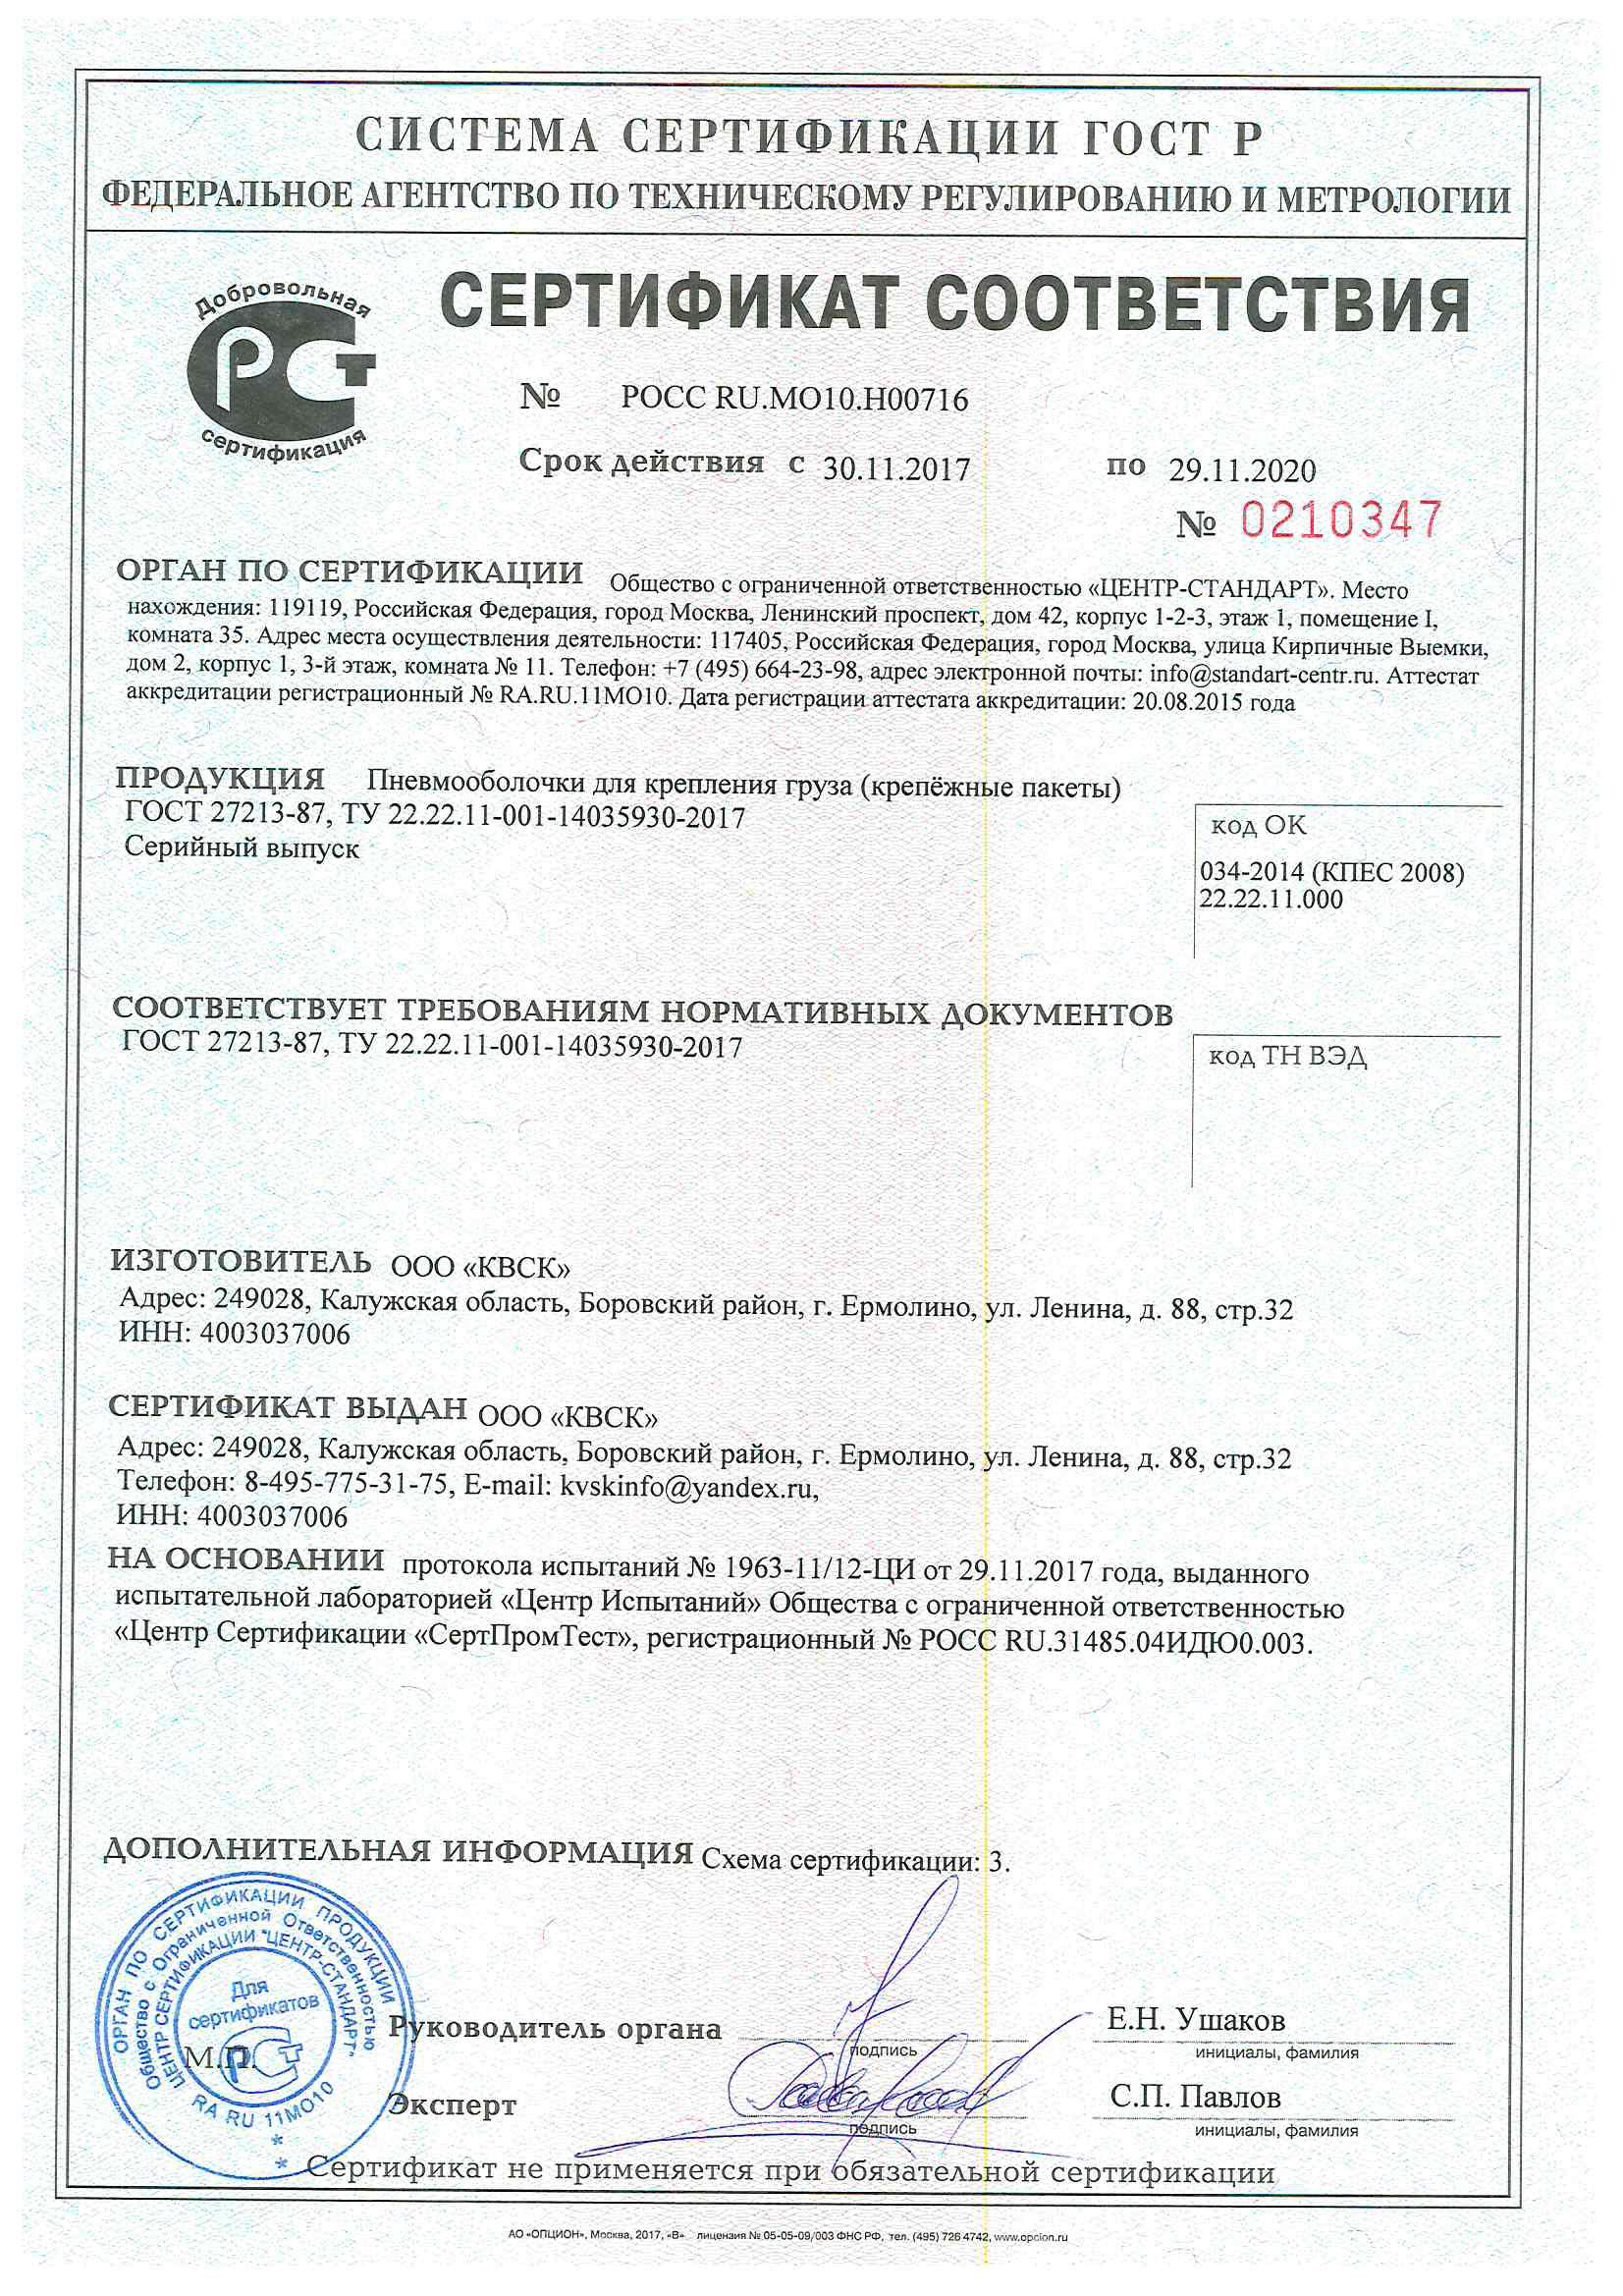 СИСТЕМА СЕРТИФИКАЦИИ ГОСТ Р
ФЕДЕРАЛЬНОЕ АГЕНТСТВО ПО ТЕХНИЧЕСКОМУ РЕГУЛИРОВАНИЮ И МЕТРОЛОГИИ
Добровольная
РСТ
сертификация
СЕРТИФИКАТ СООТВЕТСТВИЯ
№ РОСС RU.МО10.Н00716
Срок действия с 30.11.2017 по 29.11.2020
№ 0210347
ОРГАН ПО СЕРТИФИКАЦИИ Общество с ограниченной ответственностью «ЦЕНТР-СТАНДАРТ». Место
нахождения: 119119, Российская Федерация, город Москва, Ленинский проспект, дом 42, корпус 1-2-3, этаж 1, помещение I,
комната 35. Адрес места осуществления деятельности: 117405, Российская Федерация, город Москва, улица Кирпичные Выемки,
дом 2, корпус 1, 3-й этаж, комната № 11. Телефон: +7 (495) 664-23-98, адрес электронной почты: info@standart-centr.ru. Аттестат
аккредитации регистрационный № RA.RU.11МО10. Дата регистрации аттестата аккредитации: 20.08.2015 года
ПРОДУКЦИЯ Пневмооболочки для крепления груза (крепёжные пакеты)
ГОСТ 27213-87, ТУ 22.22.11-001-14035930-2017
Серийный выпуск
код ОК
034-2014 (КПЕС 2008)
22.22.11.000
СООТВЕТСТВУЕТ ТРЕБОВАНИЯМ НОРМАТИВНЫХ ДОКУМЕНТОВ
ГОСТ 27213-87, ТУ 22.22.11-001-14035930-2017
код ТН ВЭД
ИЗГОТОВИТЕЛЬ ООО «КВСК»
Адрес: 249028, Калужская область, Боровский район, г. Ермолино, ул. Ленина, д. 88, стр.32
ИНН: 4003037006
СЕРТИФИКАТ ВЫДАН ООО «КВСК»
Адрес: 249028, Калужская область, Боровский район, г. Ермолино, ул. Ленина, д. 88, стр.32
Телефон: 8-495-775-31-75, E-mail: kvskinfo@yandex.ru,
ИНН: 4003037006
НА ОСНОВАНИИ протокола испытаний № 1963-11/12-ЦИ от 29.11.2017 года, выданного
испытательной лабораторией «Центр Испытаний» Общества с ограниченной ответственностью
«Центр Сертификации «СертПромТест», регистрационный № РОСС RU.31485.04ИДЮ0.003.
ДОПОЛНИТЕЛЬНАЯ ИНФОРМАЦИЯ Схема сертификации: 3.
ОРГАН ПО СЕРТИФИКАЦИИ ПРОДУКЦИИ
Общество с Ограниченной Ответственностью
ЦЕНТР СЕРТИФИКАЦИИ "ЦЕНТР-СТАНДАРТ"
Для
сертификатов
РСТ
RA RU 11МО10
М.П.
Руководитель органа
подпись
Е.Н. Ушаков
инициалы, фамилия
Эксперт
подпись
С.П. Павлов
инициалы, фамилия
Сертификат не применяется при обязательной сертификации
АО «ОПЦИОН», Москва, 2017, «В» лицензия № 05-05-09/003 ФНС РФ, тел. (495) 726 4742, www.opcion.ru